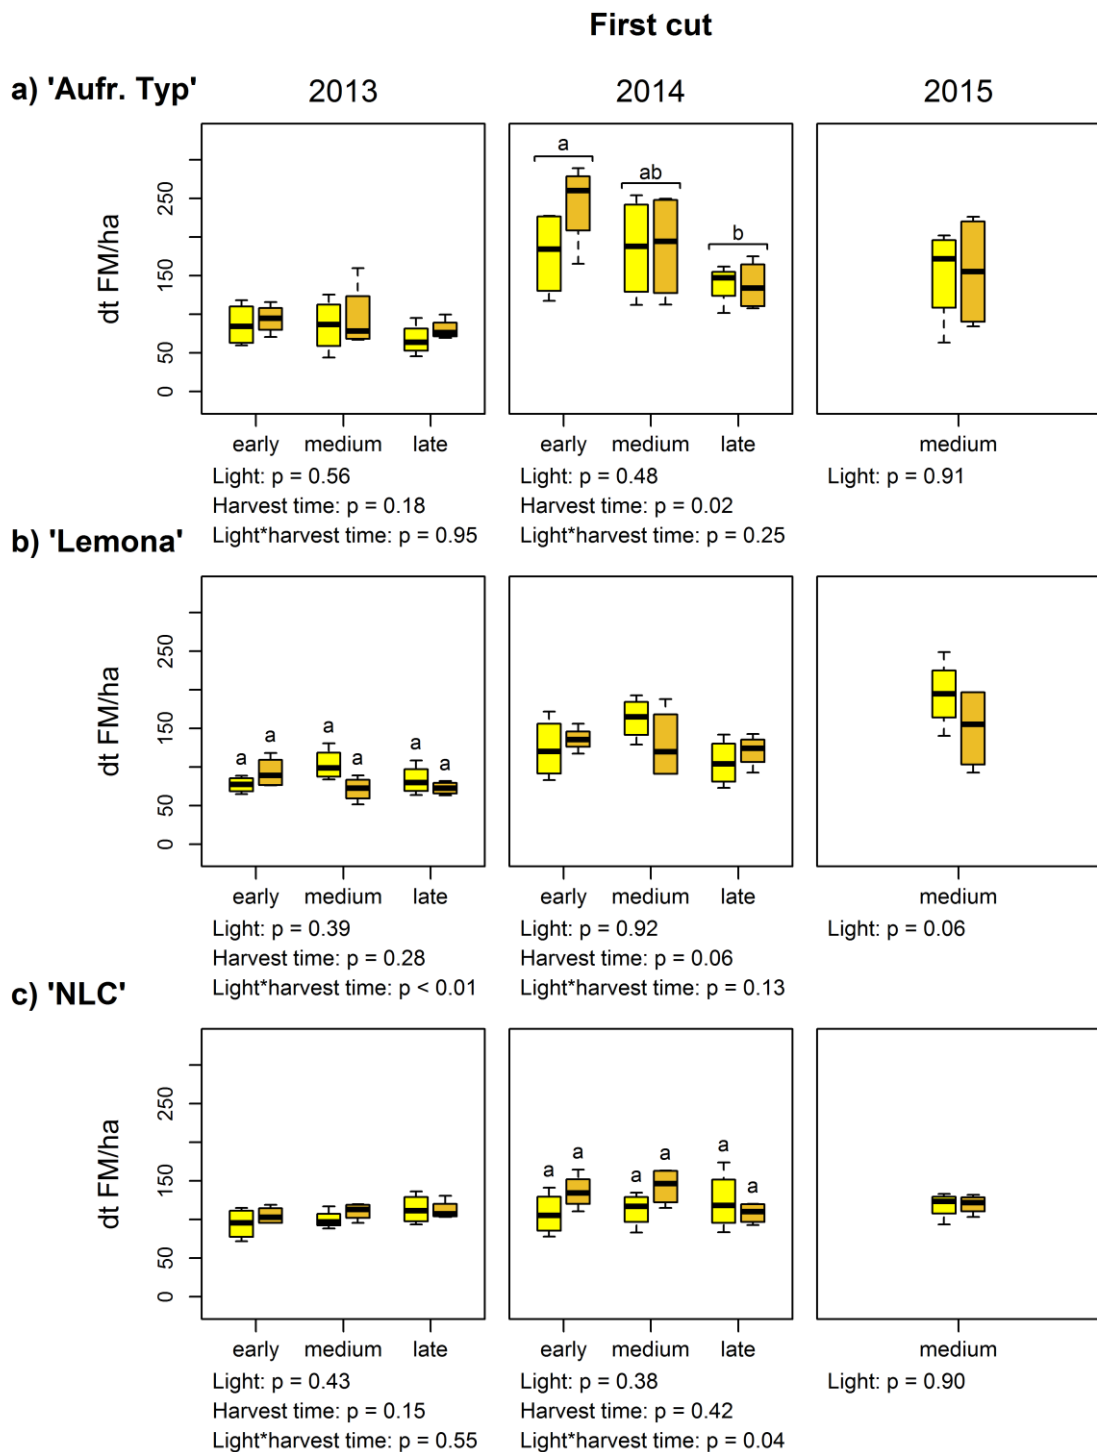 First cut
a) 'Aufr. Typ' 2013 2014 2015
dt FM/ha
0 50 150 250
a ab b
early medium late early medium late medium
Light: p = 0.56 Light: p = 0.48 Light: p = 0.91
Harvest time: p = 0.18 Harvest time: p = 0.02
Light*harvest time: p = 0.95 Light*harvest time: p = 0.25
b) 'Lemona'
dt FM/ha
0 50 150 250
a a a a a a
early medium late early medium late medium
Light: p = 0.39 Light: p = 0.92 Light: p = 0.06
Harvest time: p = 0.28 Harvest time: p = 0.06
Light*harvest time: p < 0.01 Light*harvest time: p = 0.13
c) 'NLC'
dt FM/ha
0 50 150 250
a a a a a a
early medium late early medium late medium
Light: p = 0.43 Light: p = 0.38 Light: p = 0.90
Harvest time: p = 0.15 Harvest time: p = 0.42
Light*harvest time: p = 0.55 Light*harvest time: p = 0.04